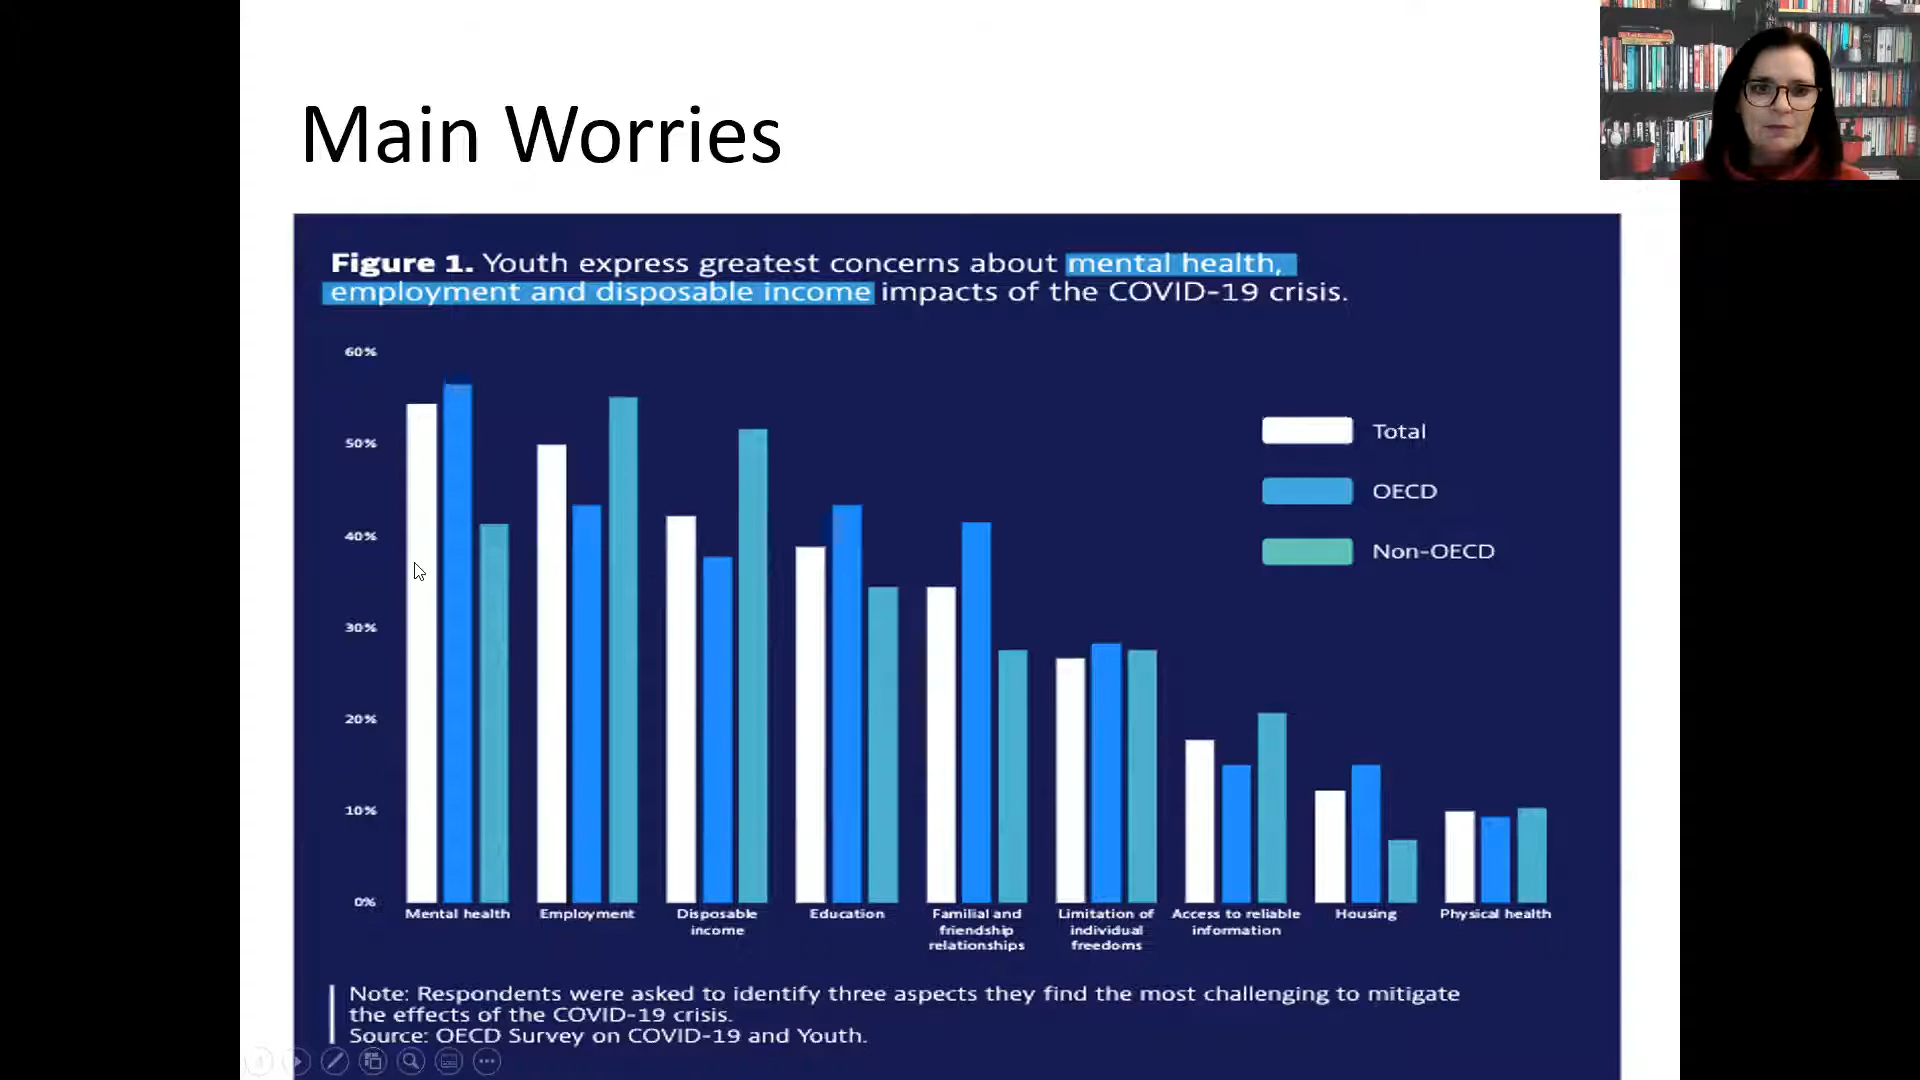 Main Worries
Figure 1. Youth express greatest concerns about mental health,
employment and disposable income impacts of the COVID-19 crisis.
60%
50%
40%
30%
20%
10%
0%
Total
OECD
Non-OECD
Mental health
Employment
Disposable
income
Education
Familial and
friendship
relationships
Limitation of
individual
freedoms
Access to reliable
information
Housing
Physical health
Note: Respondents were asked to identify three aspects they find the most challenging to mitigate
the effects of the COVID-19 crisis.
Source: OECD Survey on COVID-19 and Youth.